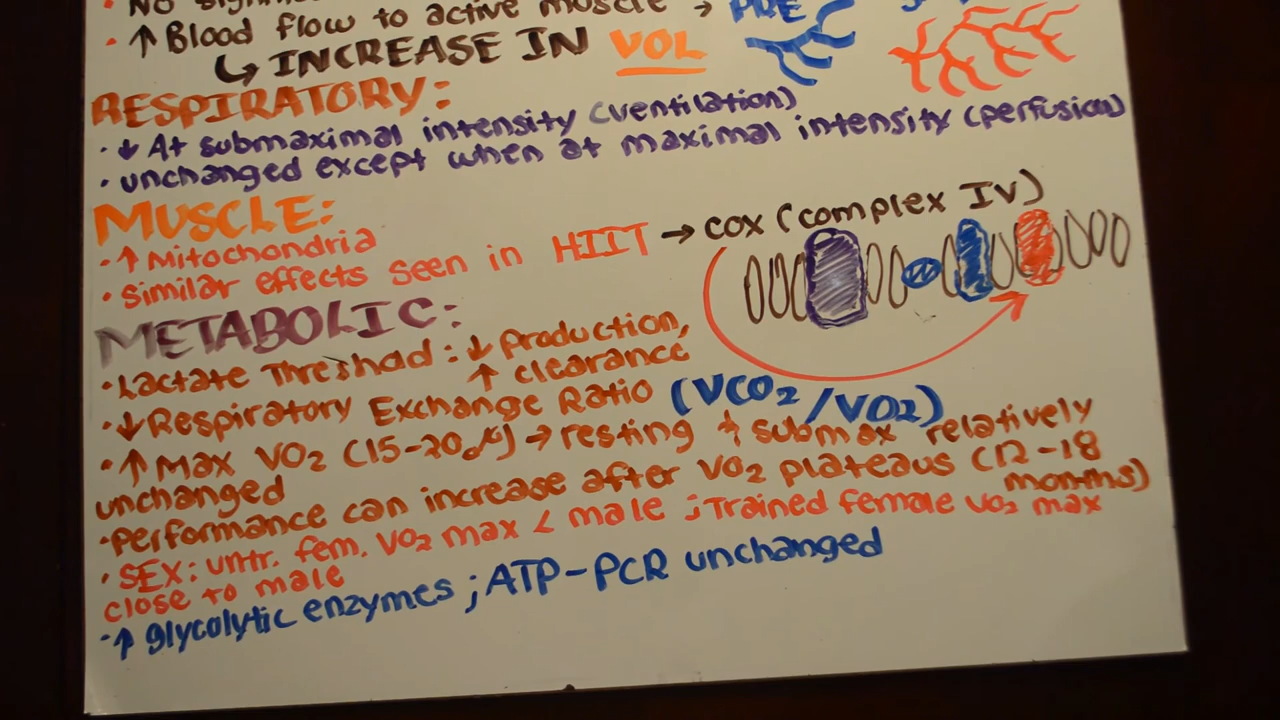 • No
• ↑ Blood flow to active muscle → PRE
↳ INCREASE IN VOL
RESPIRATORY:
• ↓ At submaximal intensity (ventilation)
• unchanged except when at maximal intensity (perfusion)
MUSCLE:
• ↑ Mitochondria
• Similar effects seen in HIIT → cox (complex IV)
METABOLIC:
• Lactate Threshold: ↓ Production,
↑ clearance
• ↓ Respiratory Exchange Ratio (VCO2/VO2)
• ↑ Max VO2 (15-20%) → resting & submax relatively
unchanged
• Performance can increase after VO2 plateaus (12-18
months)
• SEX: untr. fem. VO2 max < male ; Trained female VO2 max
close to male
• ↑ glycolytic enzymes ; ATP-PCR unchanged